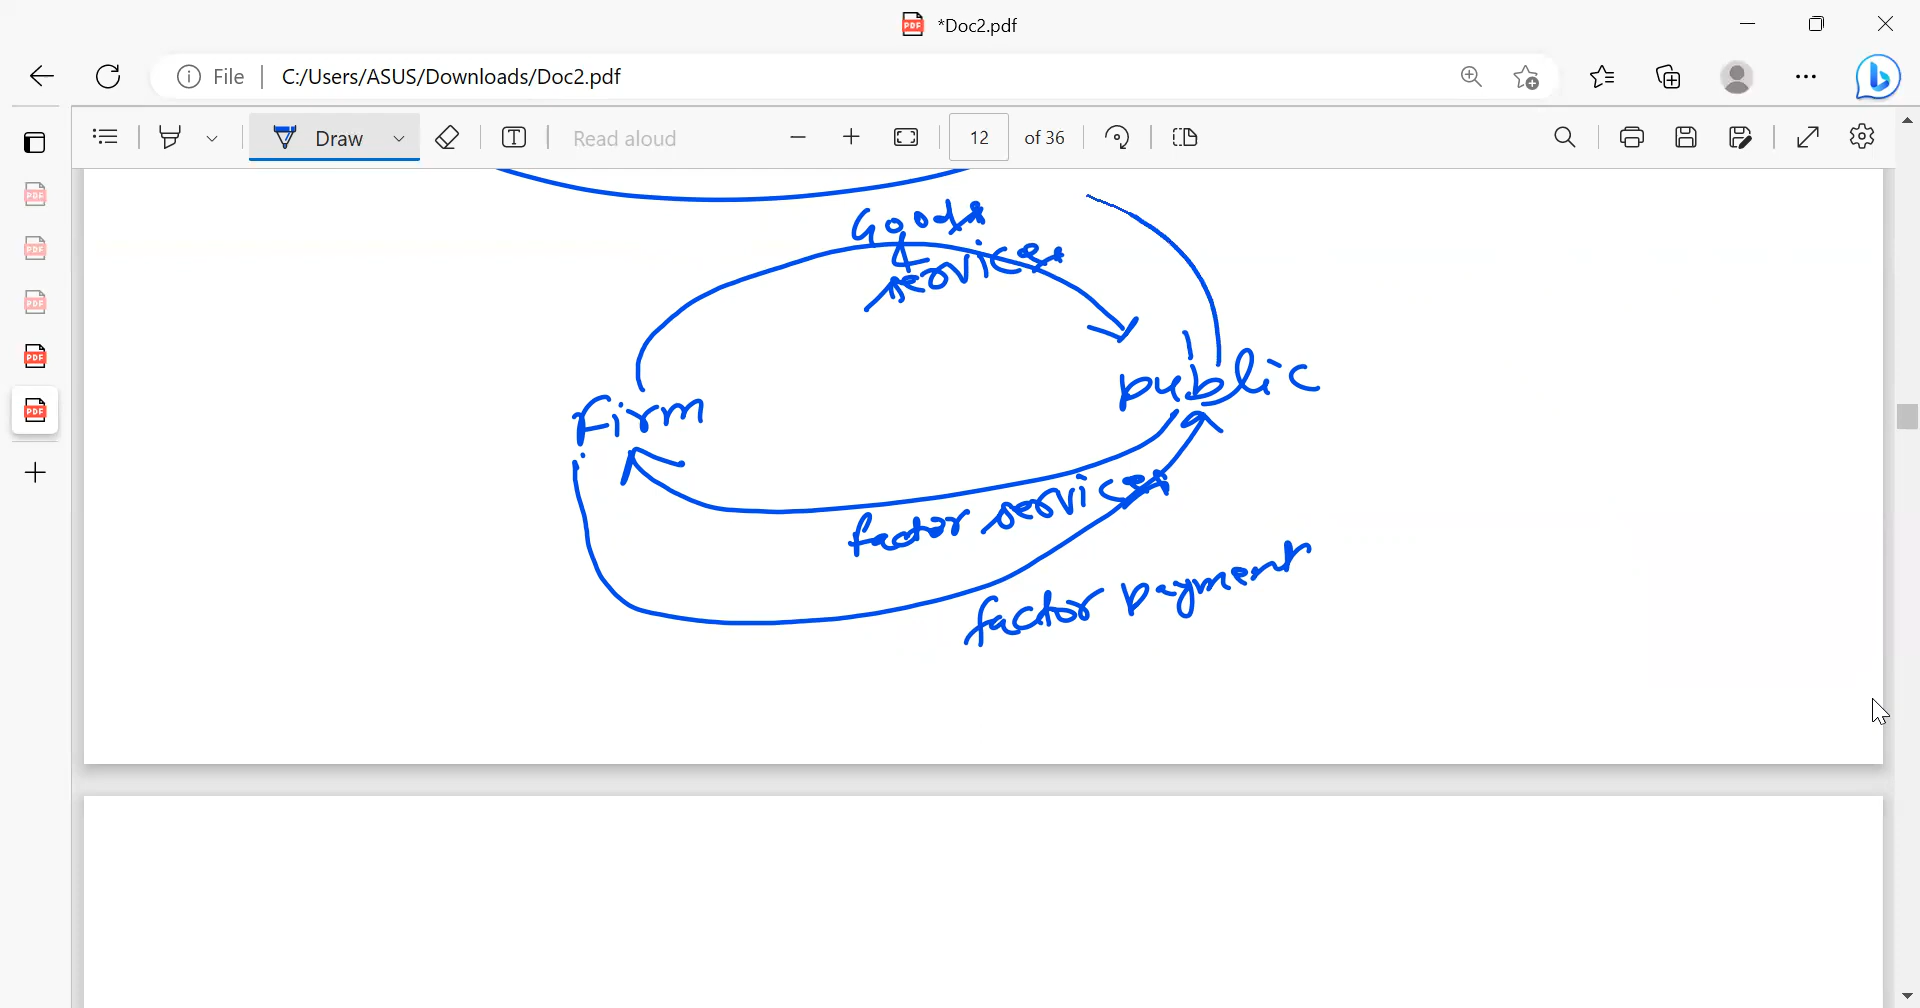 *Doc2.pdf
File C:/Users/ASUS/Downloads/Doc2.pdf
Draw Read aloud 12 of 36
Goods
&
services
public
Firm
factor services
factor payment